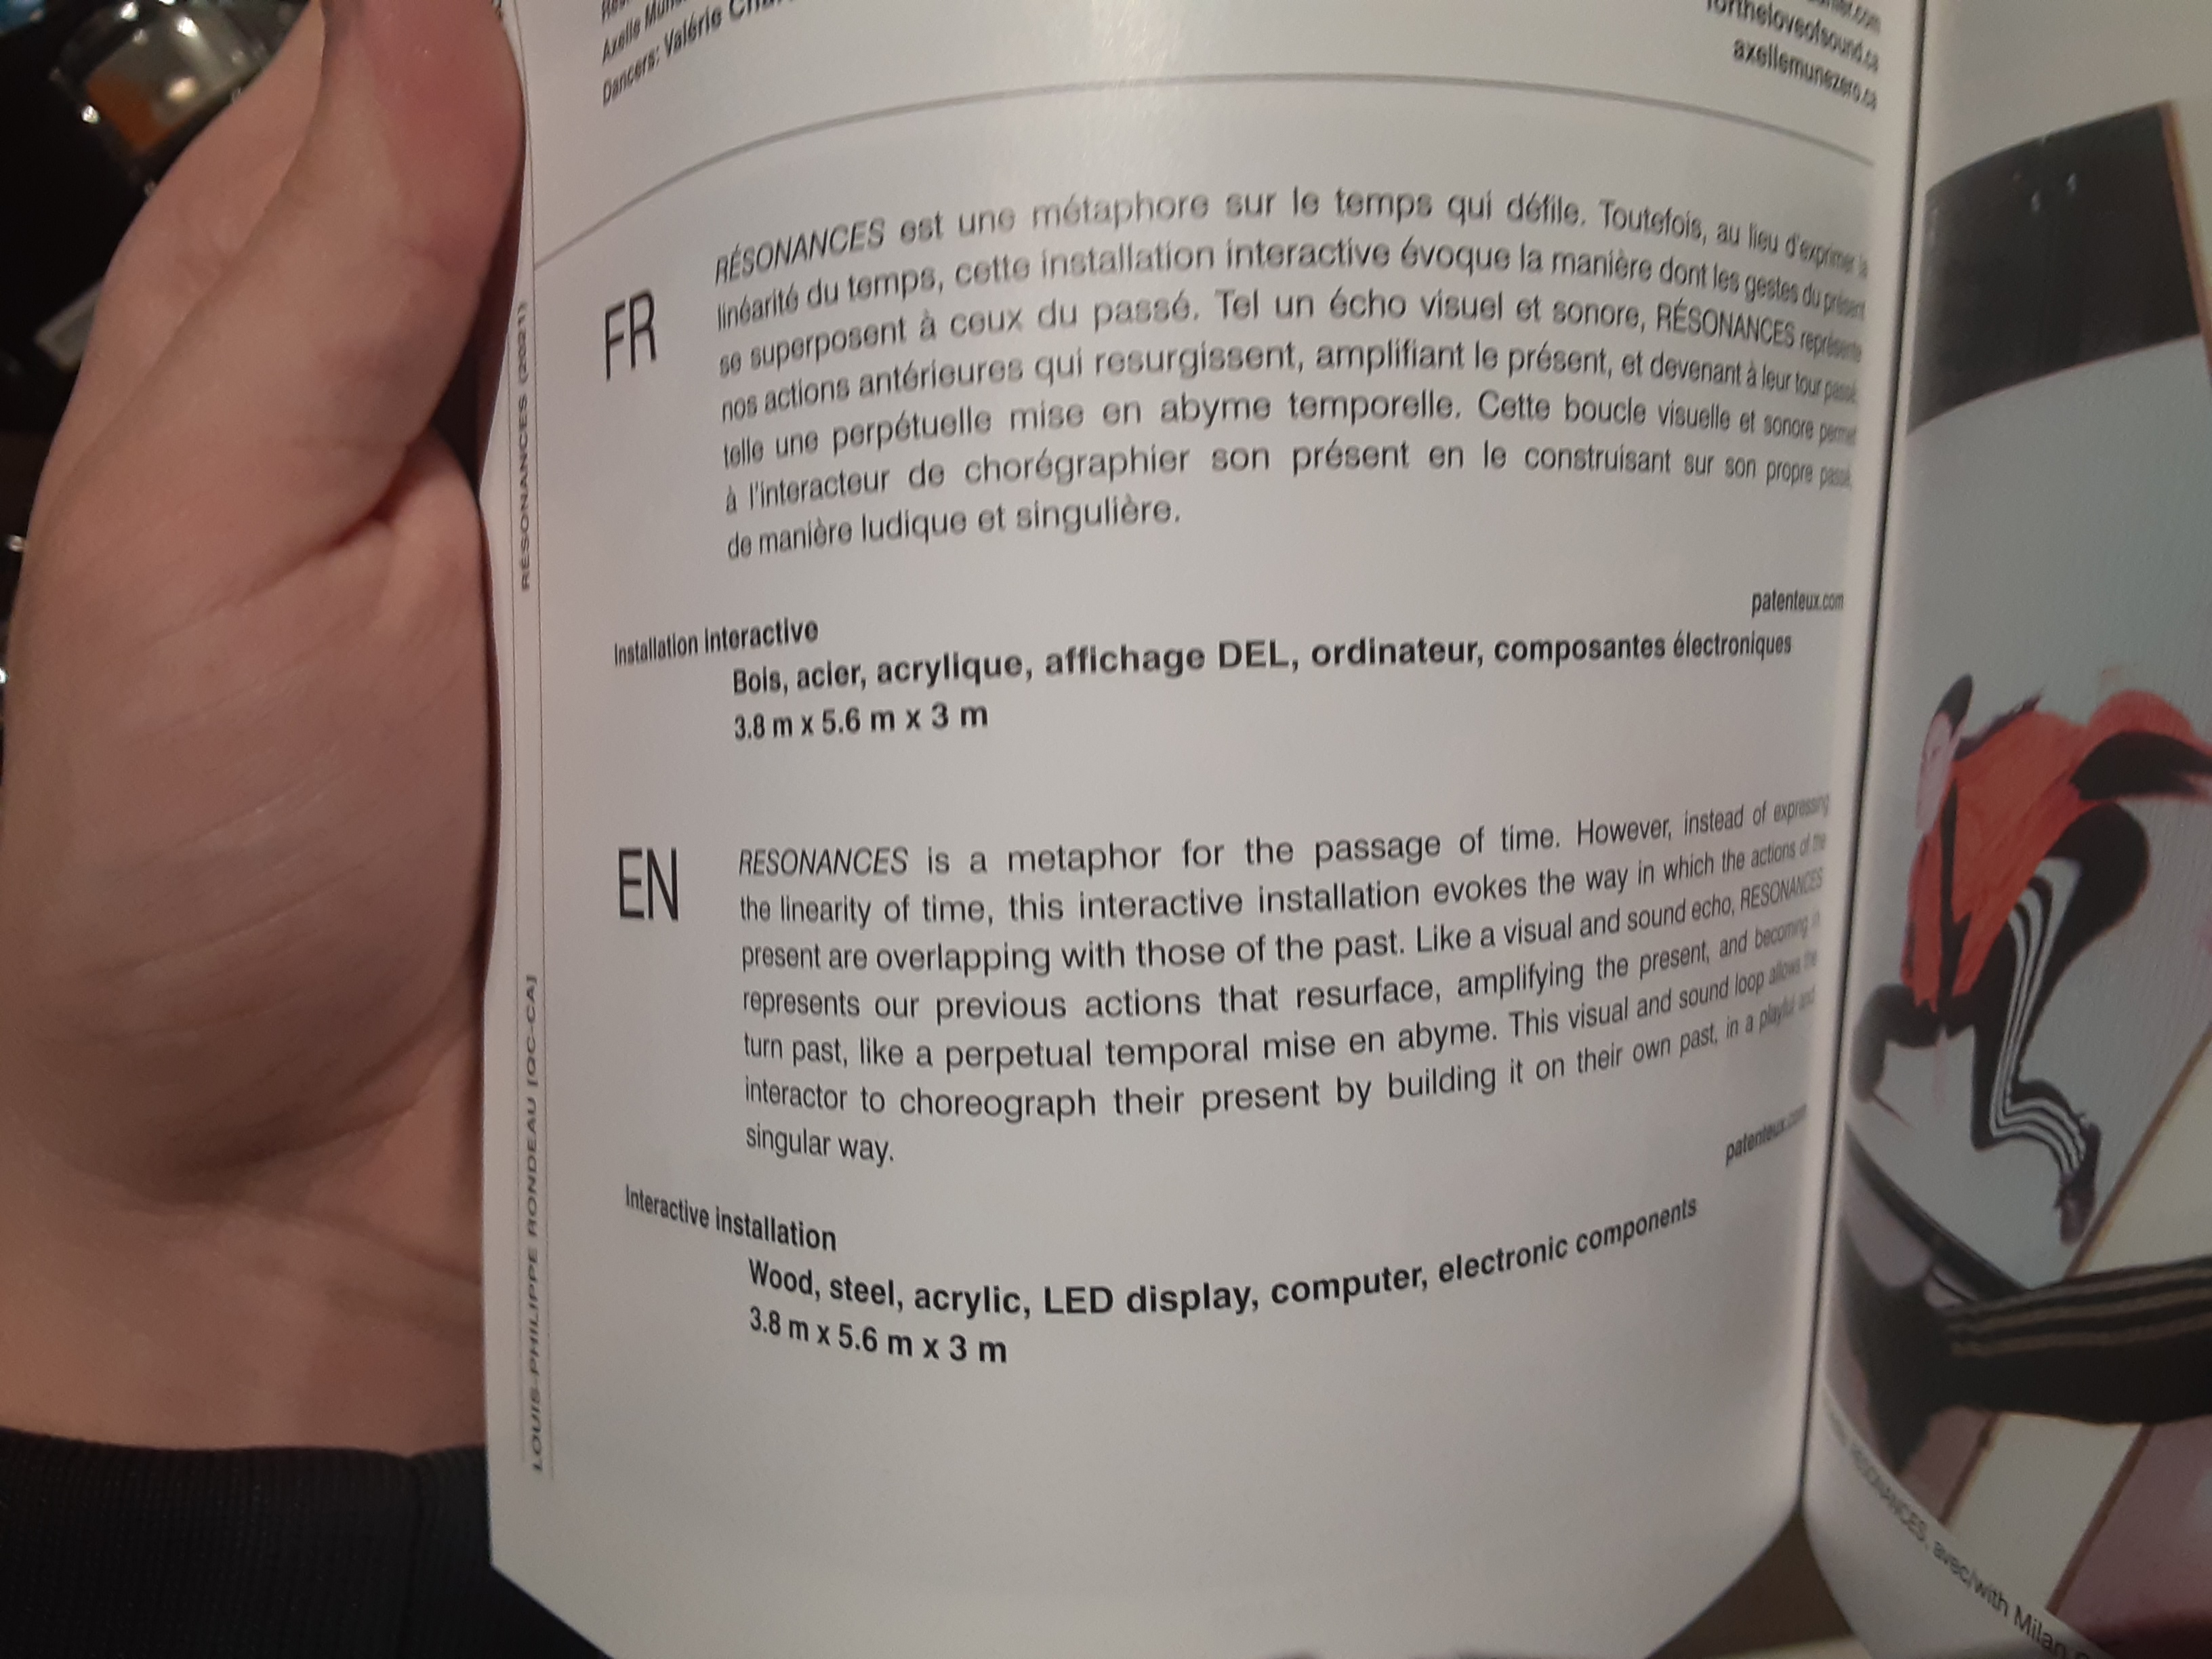 Axelle
Dancers: Valérie
fortheloveofsound.ca
axellemunezero.ca
FR
RÉSONANCES est une métaphore sur le temps qui défile. Toutefois, au lieu d'exprimer la
linéarité du temps, cette installation interactive évoque la manière dont les gestes du présent
se superposent à ceux du passé. Tel un écho visuel et sonore, RÉSONANCES représente
nos actions antérieures qui resurgissent, amplifiant le présent, et devenant à leur tour passé,
telle une perpétuelle mise en abyme temporelle. Cette boucle visuelle et sonore permet
à l'interacteur de chorégraphier son présent en le construisant sur son propre passé,
de manière ludique et singulière.
patenteux.com
Installation interactive
Bois, acier, acrylique, affichage DEL, ordinateur, composantes électroniques
3.8 m x 5.6 m x 3 m
EN
RESONANCES is a metaphor for the passage of time. However, instead of expressing
the linearity of time, this interactive installation evokes the way in which the actions of the
present are overlapping with those of the past. Like a visual and sound echo, RESONANCES
represents our previous actions that resurface, amplifying the present, and becoming in
turn past, like a perpetual temporal mise en abyme. This visual and sound loop allows the
interactor to choreograph their present by building it on their own past, in a playful and
singular way.
patenteux.com
Interactive installation
Wood, steel, acrylic, LED display, computer, electronic components
3.8 m x 5.6 m x 3 m
LOUIS-PHILIPPE RONDEAU [QC-CA]
RÉSONANCES (2021)
RÉSONANCES, avec/with Milan